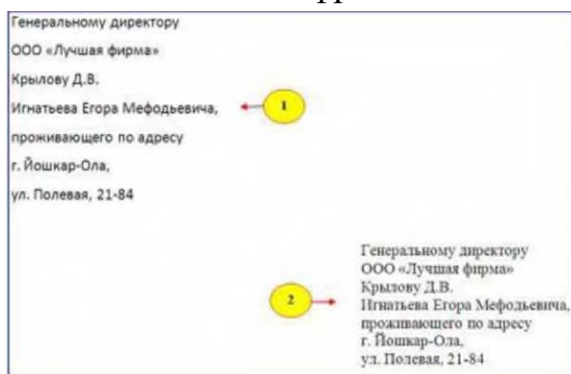 Генеральному директору
ООО «Лучшая фирма»
Крылову Д.В.
Игнатьева Егора Мефодьевича,
1
проживающего по адресу
г. Йошкар-Ола,
ул. Полевая, 21-84
Генеральному директору
ООО «Лучшая фирма»
Крылову Д.В.
2
Игнатьева Егора Мефодьевича,
проживающего по адресу
г. Йошкар-Ола,
ул. Полевая, 21-84